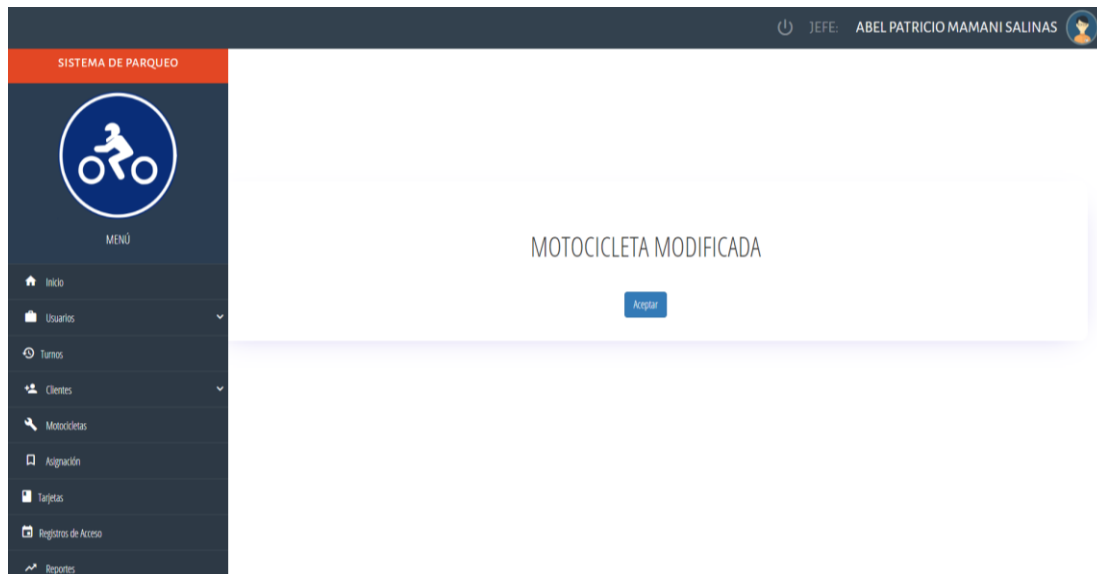 JEFE: ABEL PATRICIO MAMANI SALINAS
SISTEMA DE PARQUEO
MENÚ
Inicio
Usuarios
Turnos
Clientes
Motocicletas
Asignación
Tarjetas
Registros de Acceso
Reportes
MOTOCICLETA MODIFICADA
Aceptar